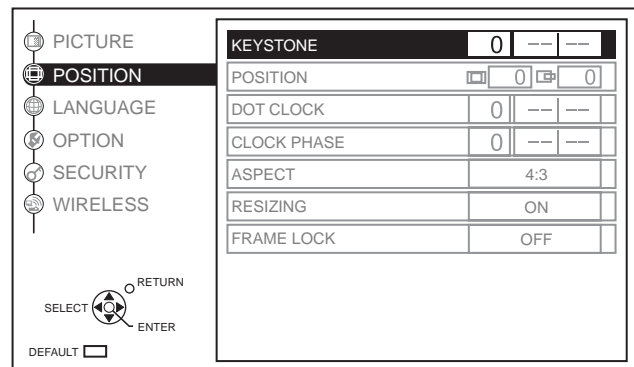 PICTURE
POSITION
LANGUAGE
OPTION
SECURITY
WIRELESS
RETURN
SELECT
ENTER
DEFAULT
KEYSTONE 0 -- --
POSITION 0 0
DOT CLOCK 0 -- --
CLOCK PHASE 0 -- --
ASPECT 4:3
RESIZING ON
FRAME LOCK OFF